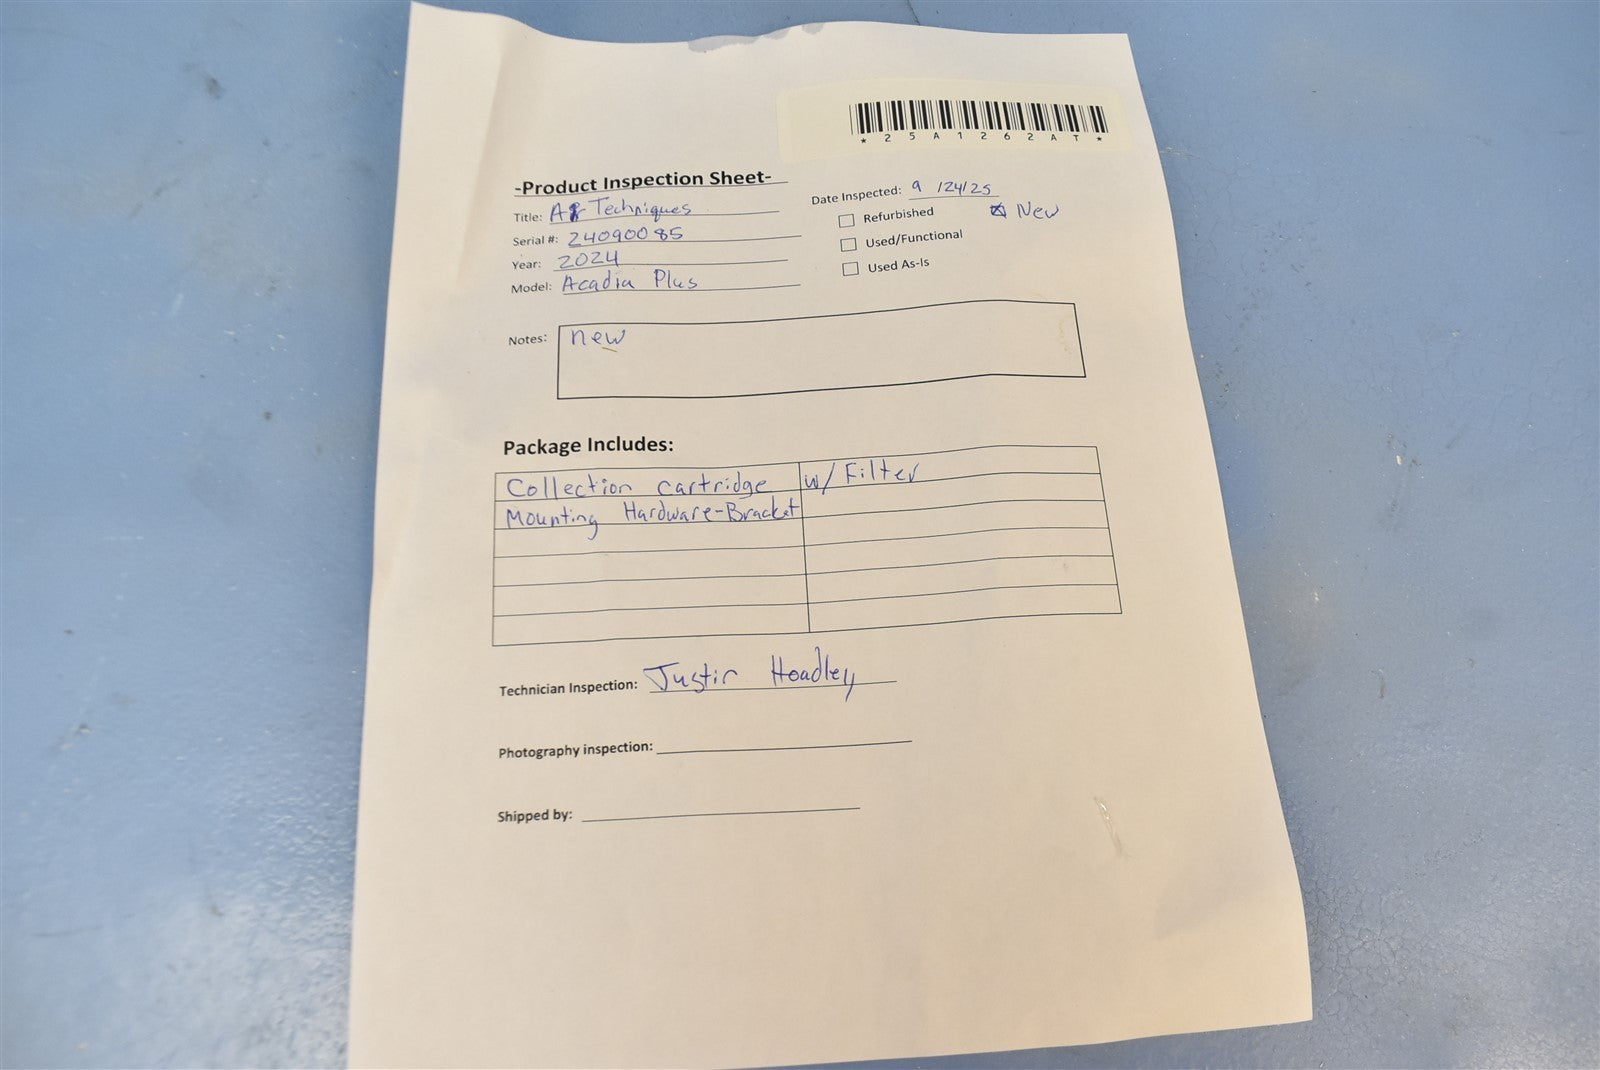 *25A1262AT*
-Product Inspection Sheet-
Date Inspected: 9/24/25
Title: Techniques
Refurbished
New
Serial #: 24090085
Used/Functional
Year: 2024
Used As-Is
Model: Acadia Plus
Notes: new
Package Includes:
Collection cartridge w/ Filter
Mounting Hardware-Bracket
Technician Inspection: Justin Hoadley
Photography inspection:
Shipped by: